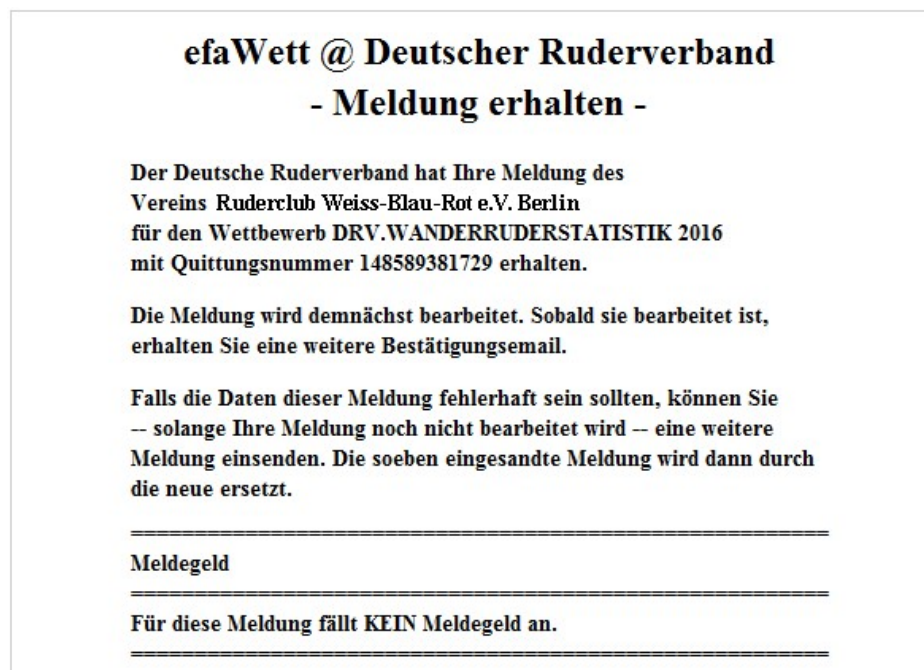 efaWett @ Deutscher Ruderverband
- Meldung erhalten -
Der Deutsche Ruderverband hat Ihre Meldung des
Vereins Ruderclub Weiss-Blau-Rot e.V. Berlin
für den Wettbewerb DRV.WANDERRUDERSTATISTIK 2016
mit Quittungsnummer 148589381729 erhalten.
Die Meldung wird demnächst bearbeitet. Sobald sie bearbeitet ist,
erhalten Sie eine weitere Bestätigungsemail.
Falls die Daten dieser Meldung fehlerhaft sein sollten, können Sie
-- solange Ihre Meldung noch nicht bearbeitet wird -- eine weitere
Meldung einsenden. Die soeben eingesandte Meldung wird dann durch
die neue ersetzt.
==========================================================
Meldegeld
==========================================================
Für diese Meldung fällt KEIN Meldegeld an.
==========================================================